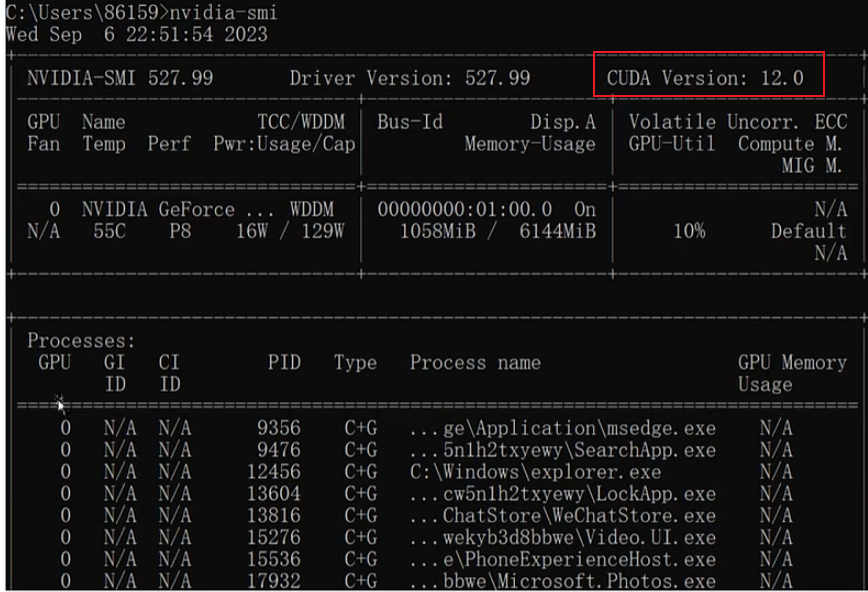 C:\Users\86159>nvidia-smi
Wed Sep  6 22:51:54 2023
NVIDIA-SMI 527.99       Driver Version: 527.99       CUDA Version: 12.0
GPU  Name            TCC/WDDM | Bus-Id        Disp.A | Volatile Uncorr. ECC
Fan  Temp  Perf  Pwr:Usage/Cap |         Memory-Usage | GPU-Util  Compute M.
MIG M.
0  NVIDIA GeForce ...  WDDM | 00000000:01:00.0  On | N/A
N/A   55C    P8    16W / 129W | 1058MiB /  6144MiB | 10%      Default
N/A
Processes:
GPU   GI   CI        PID   Type   Process name                  GPU Memory
ID   ID                                                   Usage
0   N/A  N/A      9356    C+G   ...ge\Application\msedge.exe    N/A
0   N/A  N/A      9476    C+G   ...5n1h2txyewy\SearchApp.exe    N/A
0   N/A  N/A     12456    C+G   C:\Windows\explorer.exe         N/A
0   N/A  N/A     13604    C+G   ...cw5n1h2txyewy\LockApp.exe    N/A
0   N/A  N/A     13816    C+G   ...ChatStore\WeChatStore.exe    N/A
0   N/A  N/A     15276    C+G   ...wekyb3d8bbwe\Video.UI.exe    N/A
0   N/A  N/A     15536    C+G   ...e\PhoneExperienceHost.exe    N/A
0   N/A  N/A     17932    C+G   ...bbwe\Microsoft.Photos.exe    N/A